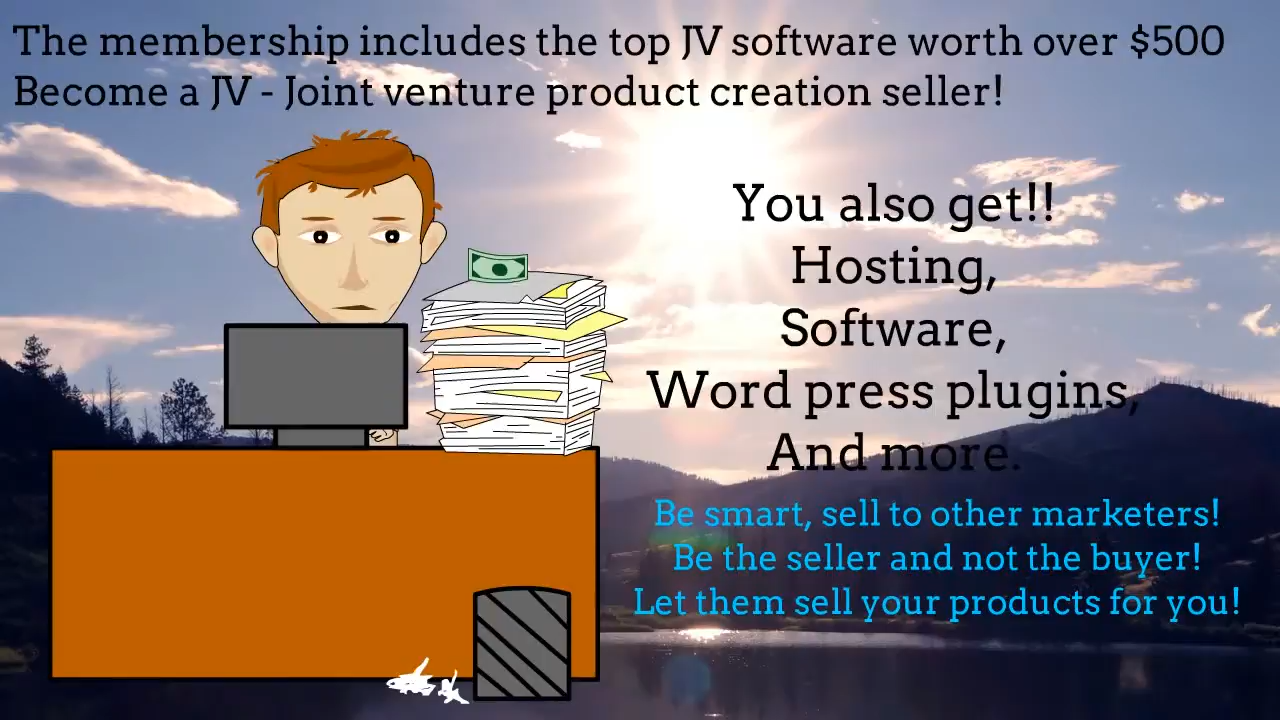 The membership includes the top JV software worth over $500
Become a JV - Joint venture product creation seller!
You also get!!
Hosting,
Software,
Word press plugins,
And more.
Be smart, sell to other marketers!
Be the seller and not the buyer!
Let them sell your products for you!